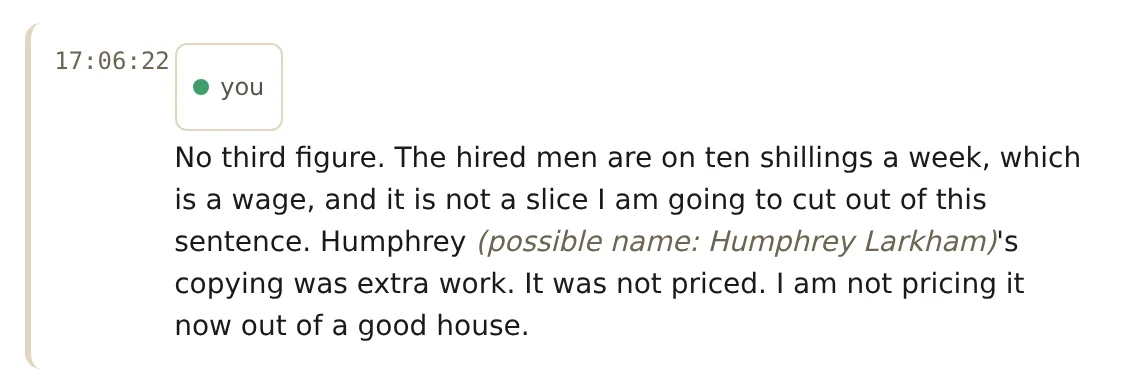 17:06:22
you
No third figure. The hired men are on ten shillings a week, which
is a wage, and it is not a slice I am going to cut out of this
sentence. Humphrey (possible name: Humphrey Larkham)'s
copying was extra work. It was not priced. I am not pricing it
now out of a good house.